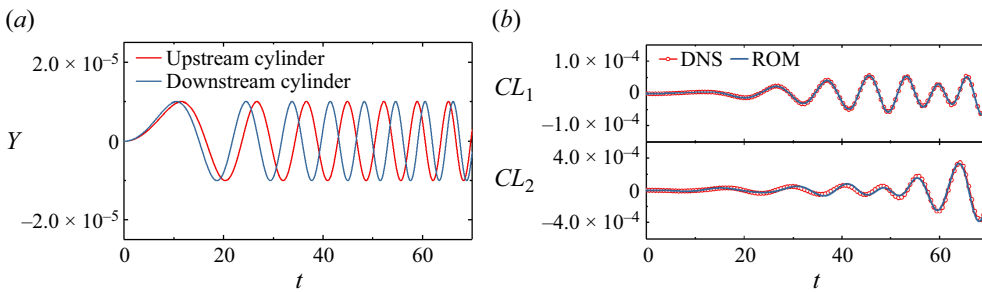 (a)
2.0 × 10⁻⁵
Upstream cylinder
Downstream cylinder
Y
0
–2.0 × 10⁻⁵
0 20 40 60
t
(b)
1.0 × 10⁻⁴
DNS ROM
CL₁
0
–1.0 × 10⁻⁴
4.0 × 10⁻⁴
CL₂
0
–4.0 × 10⁻⁴
0 20 40 60
t